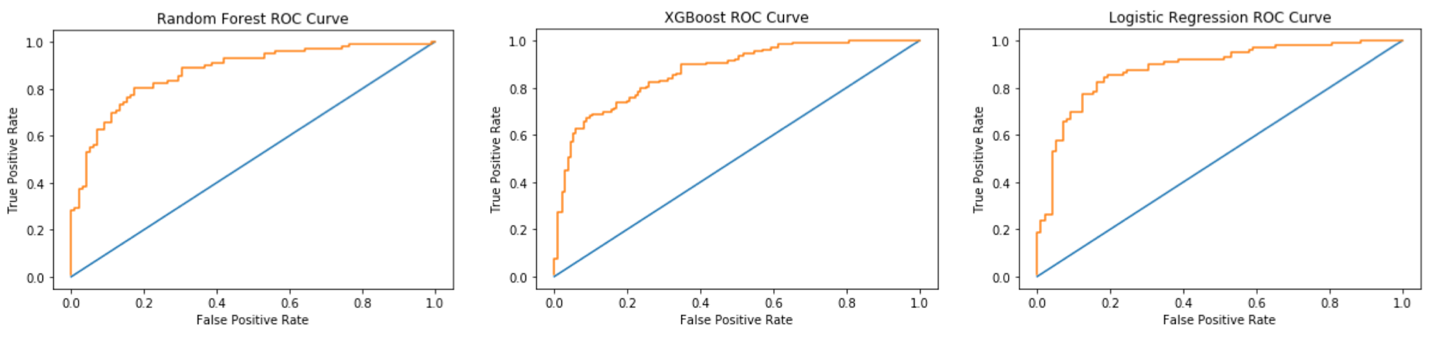 Random Forest ROC Curve
1.0
0.8
0.6
0.4
0.2
0.0
True Positive Rate
0.0 0.2 0.4 0.6 0.8 1.0
False Positive Rate
XGBoost ROC Curve
1.0
0.8
0.6
0.4
0.2
0.0
True Positive Rate
0.0 0.2 0.4 0.6 0.8 1.0
False Positive Rate
Logistic Regression ROC Curve
1.0
0.8
0.6
0.4
0.2
0.0
True Positive Rate
0.0 0.2 0.4 0.6 0.8 1.0
False Positive Rate